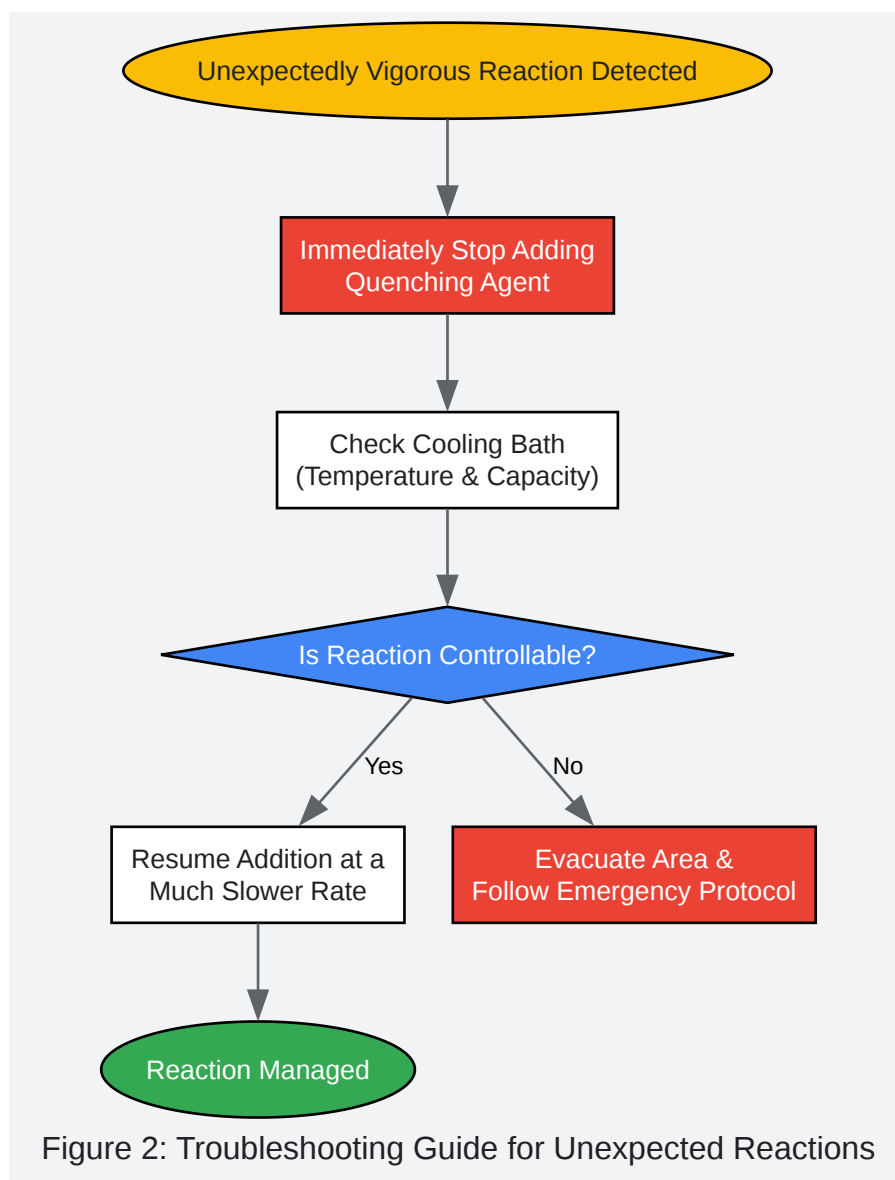 Unexpectedly Vigorous Reaction Detected
Immediately Stop Adding
Quenching Agent
Check Cooling Bath
(Temperature & Capacity)
Is Reaction Controllable?
Yes
No
Resume Addition at a
Much Slower Rate
Evacuate Area &
Follow Emergency Protocol
Reaction Managed
Figure 2: Troubleshooting Guide for Unexpected Reactions